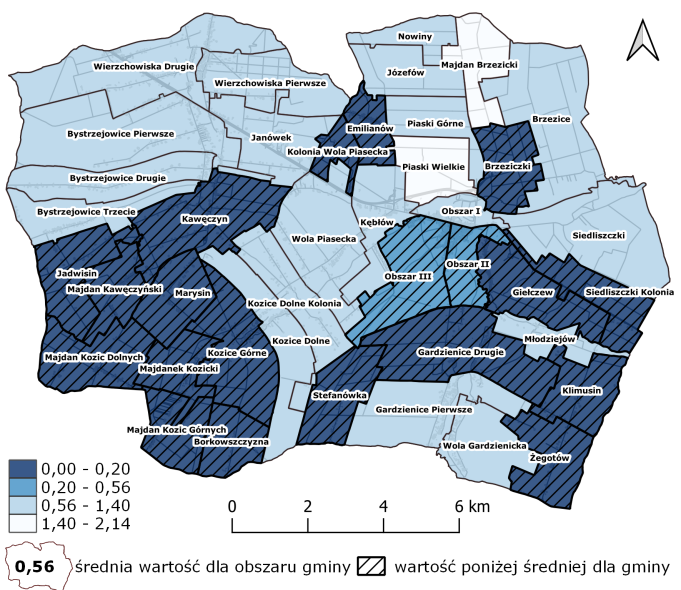 Nowiny
Wierzchowiska Drugie
Majdan Brzezicki
Józefów
Wierzchowiska Pierwsze
Brzezice
Piaski Górne
Emilianów
Bystrzejowice Pierwsze
Janówek
Kolonia Wola Piasecka
Piaski Wielkie
Brzeziczki
Bystrzejowice Drugie
Bystrzejowice Trzecie
Obszar I
Kawęczyn
Kębłów
Siedliszczki
Wola Piasecka
Obszar II
Jadwisin
Obszar III
Majdan Kawęczyński
Marysin
Giełczew
Siedliszczki Kolonia
Kozice Dolne Kolonia
Młodziejów
Kozice Dolne
Kozice Górne
Gardzienice Drugie
Majdan Kozic Dolnych
Majdanek Kozicki
Klimusin
Stefanówka
Gardzienice Pierwsze
Majdan Kozic Górnych
Borkowszczyzna
Wola Gardzienicka
Żegotów
0,00 - 0,20
0,20 - 0,56
0,56 - 1,40
1,40 - 2,14
0 2 4 6 km
0,56 średnia wartość dla obszaru gminy wartość poniżej średniej dla gminy